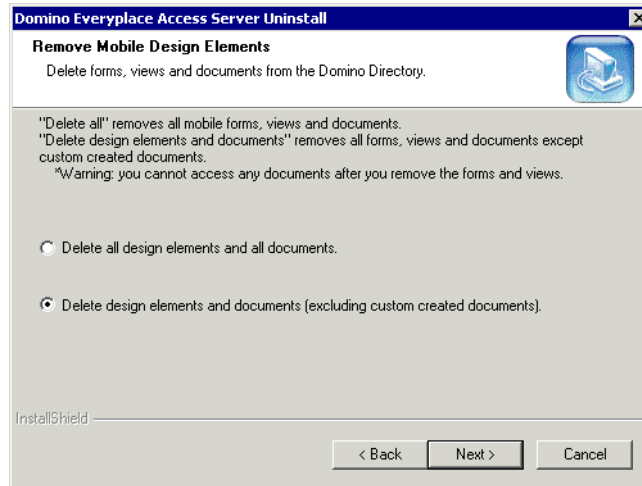 Domino Everyplace Access Server Uninstall
Remove Mobile Design Elements
Delete forms, views and documents from the Domino Directory.
"Delete all" removes all mobile forms, views and documents.
"Delete design elements and documents" removes all forms, views and documents except
custom created documents.
*Warning: you cannot access any documents after you remove the forms and views.
Delete all design elements and all documents.
Delete design elements and documents (excluding custom created documents).
InstallShield
< Back Next > Cancel